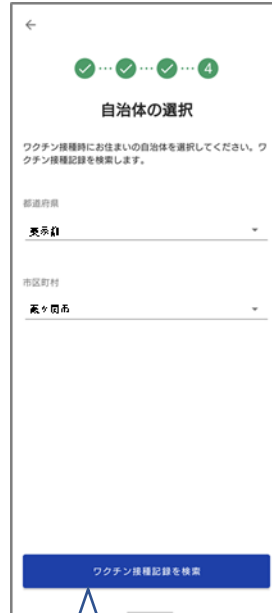 4
自治体の選択
ワクチン接種時にお住まいの自治体を選択してください。ワ
クチン接種記録を検索します。
都道府県
市区町村
ワクチン接種記録を検索